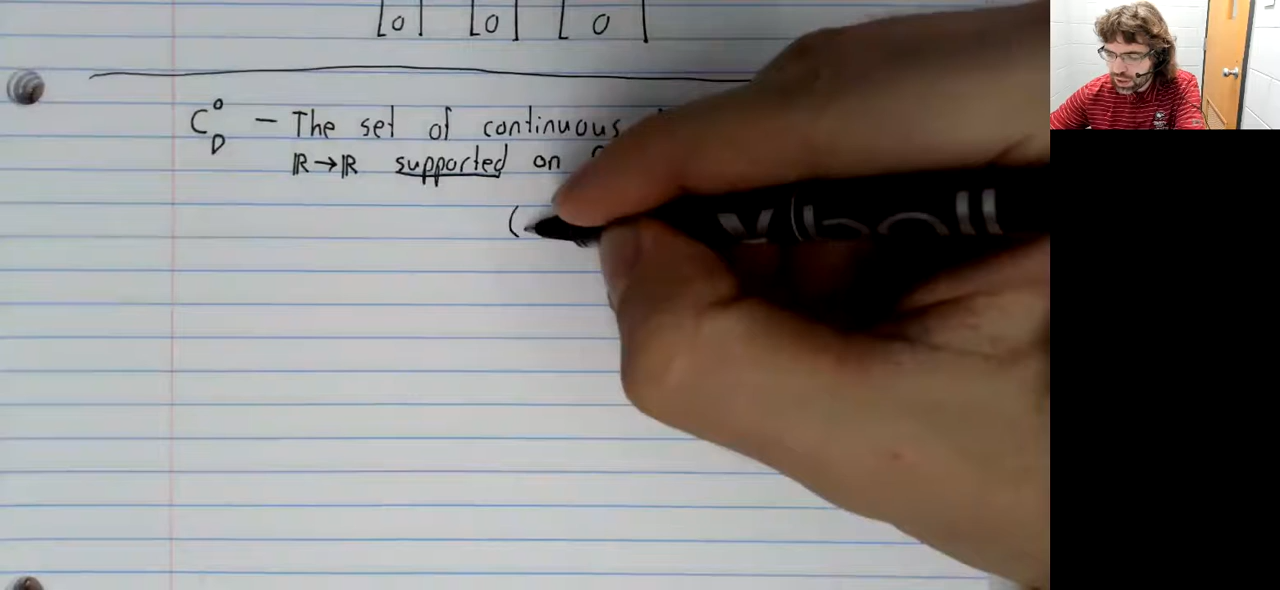 [0] [0] [0]
C⁰_D — The set of continuous
ℝ→ℝ supported on
(